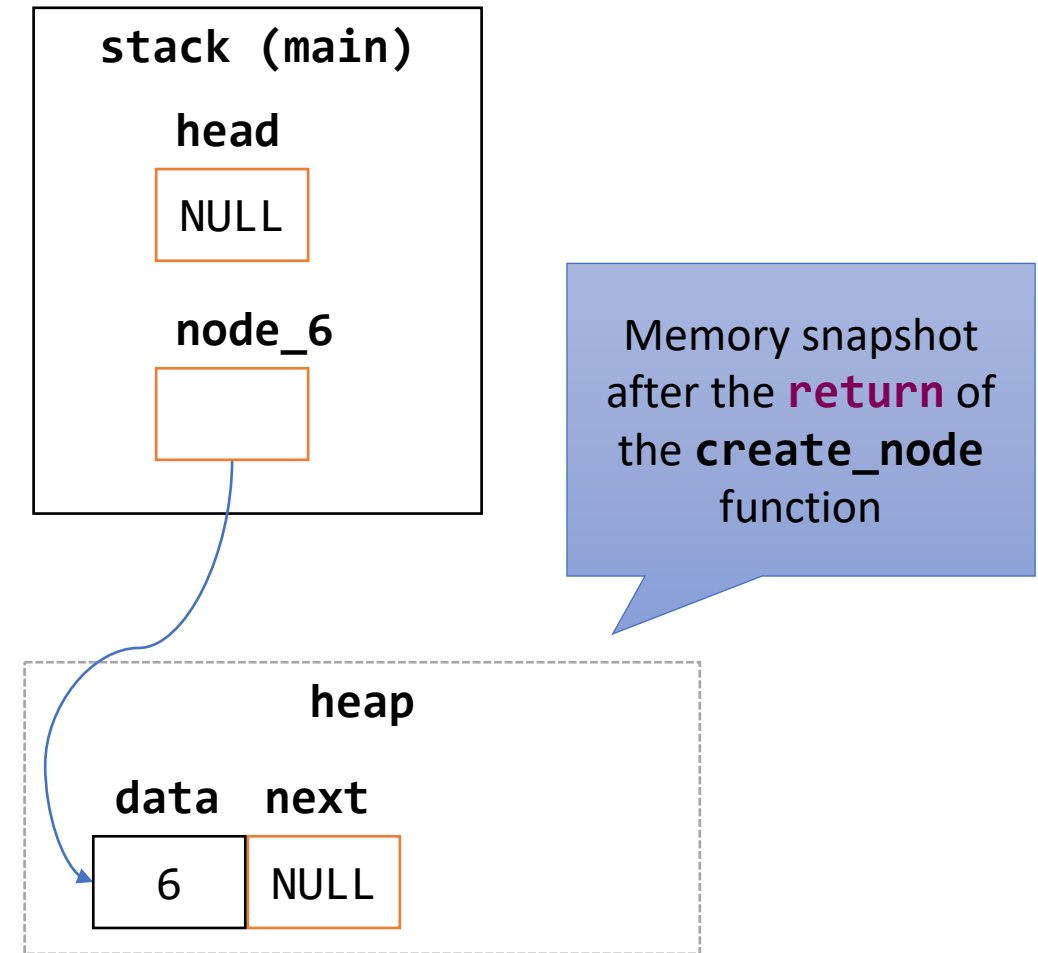 stack (main)
head
NULL
node_6
Memory snapshot
after the return of
the create_node
function
heap
data next
6 NULL